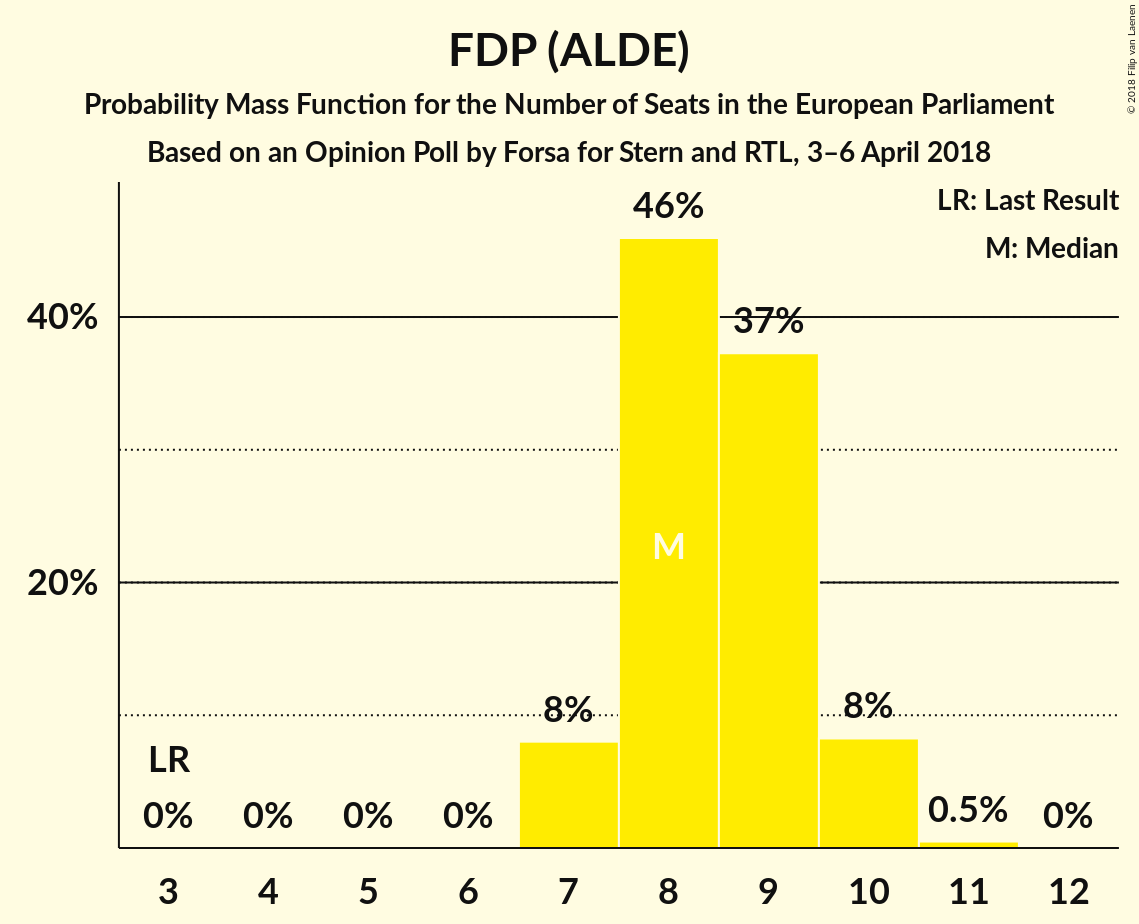 FDP (ALDE)
Probability Mass Function for the Number of Seats in the European Parliament
Based on an Opinion Poll by Forsa for Stern and RTL, 3–6 April 2018
© 2018 Filip van Laenen
LR: Last Result
M: Median
46%
40%
37%
M
20%
8%
8%
LR
0%
0%
0%
0%
0.5%
0%
3
4
5
6
7
8
9
10
11
12